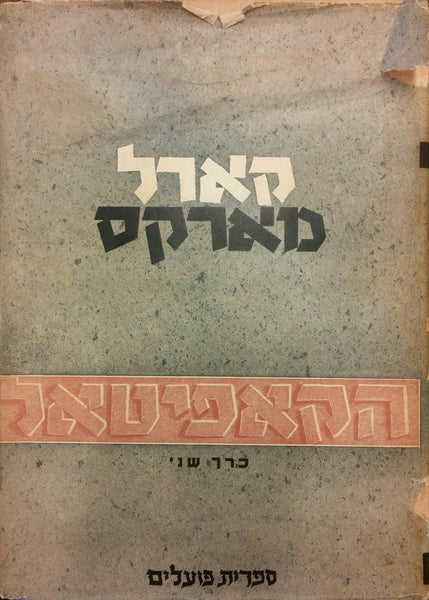 קארל
מארקס
הקאפיטאל
כרך שני
ספרית פועלים